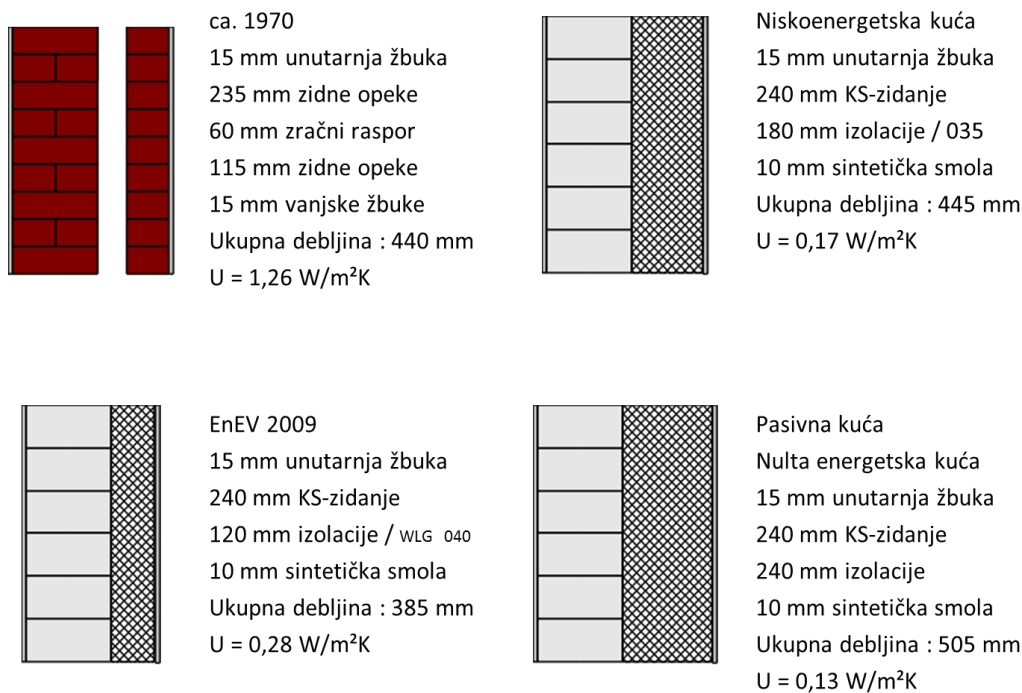 ca. 1970
15 mm unutarnja žbuka
235 mm zidne opeke
60 mm zračni raspor
115 mm zidne opeke
15 mm vanjske žbuke
Ukupna debljina : 440 mm
U = 1,26 W/m²K
Niskoenergetska kuća
15 mm unutarnja žbuka
240 mm KS-zidanje
180 mm izolacije / 035
10 mm sintetička smola
Ukupna debljina : 445 mm
U = 0,17 W/m²K
EnEV 2009
15 mm unutarnja žbuka
240 mm KS-zidanje
120 mm izolacije / WLG 040
10 mm sintetička smola
Ukupna debljina : 385 mm
U = 0,28 W/m²K
Pasivna kuća
Nulta energetska kuća
15 mm unutarnja žbuka
240 mm KS-zidanje
240 mm izolacije
10 mm sintetička smola
Ukupna debljina : 505 mm
U = 0,13 W/m²K